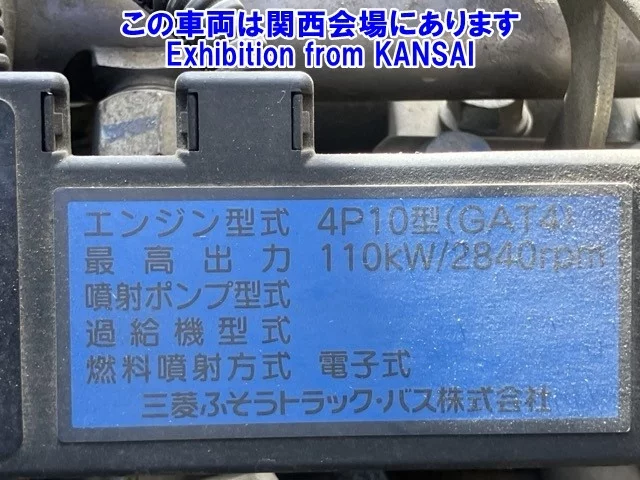 この車両は関西会場にあります
Exhibition from KANSAI
エンジン型式 4P10型(GAT4)
最高出力 110kW/2840rpm
噴射ポンプ型式
過給機型式
燃料噴射方式 電子式
三菱ふそうトラック・バス株式会社